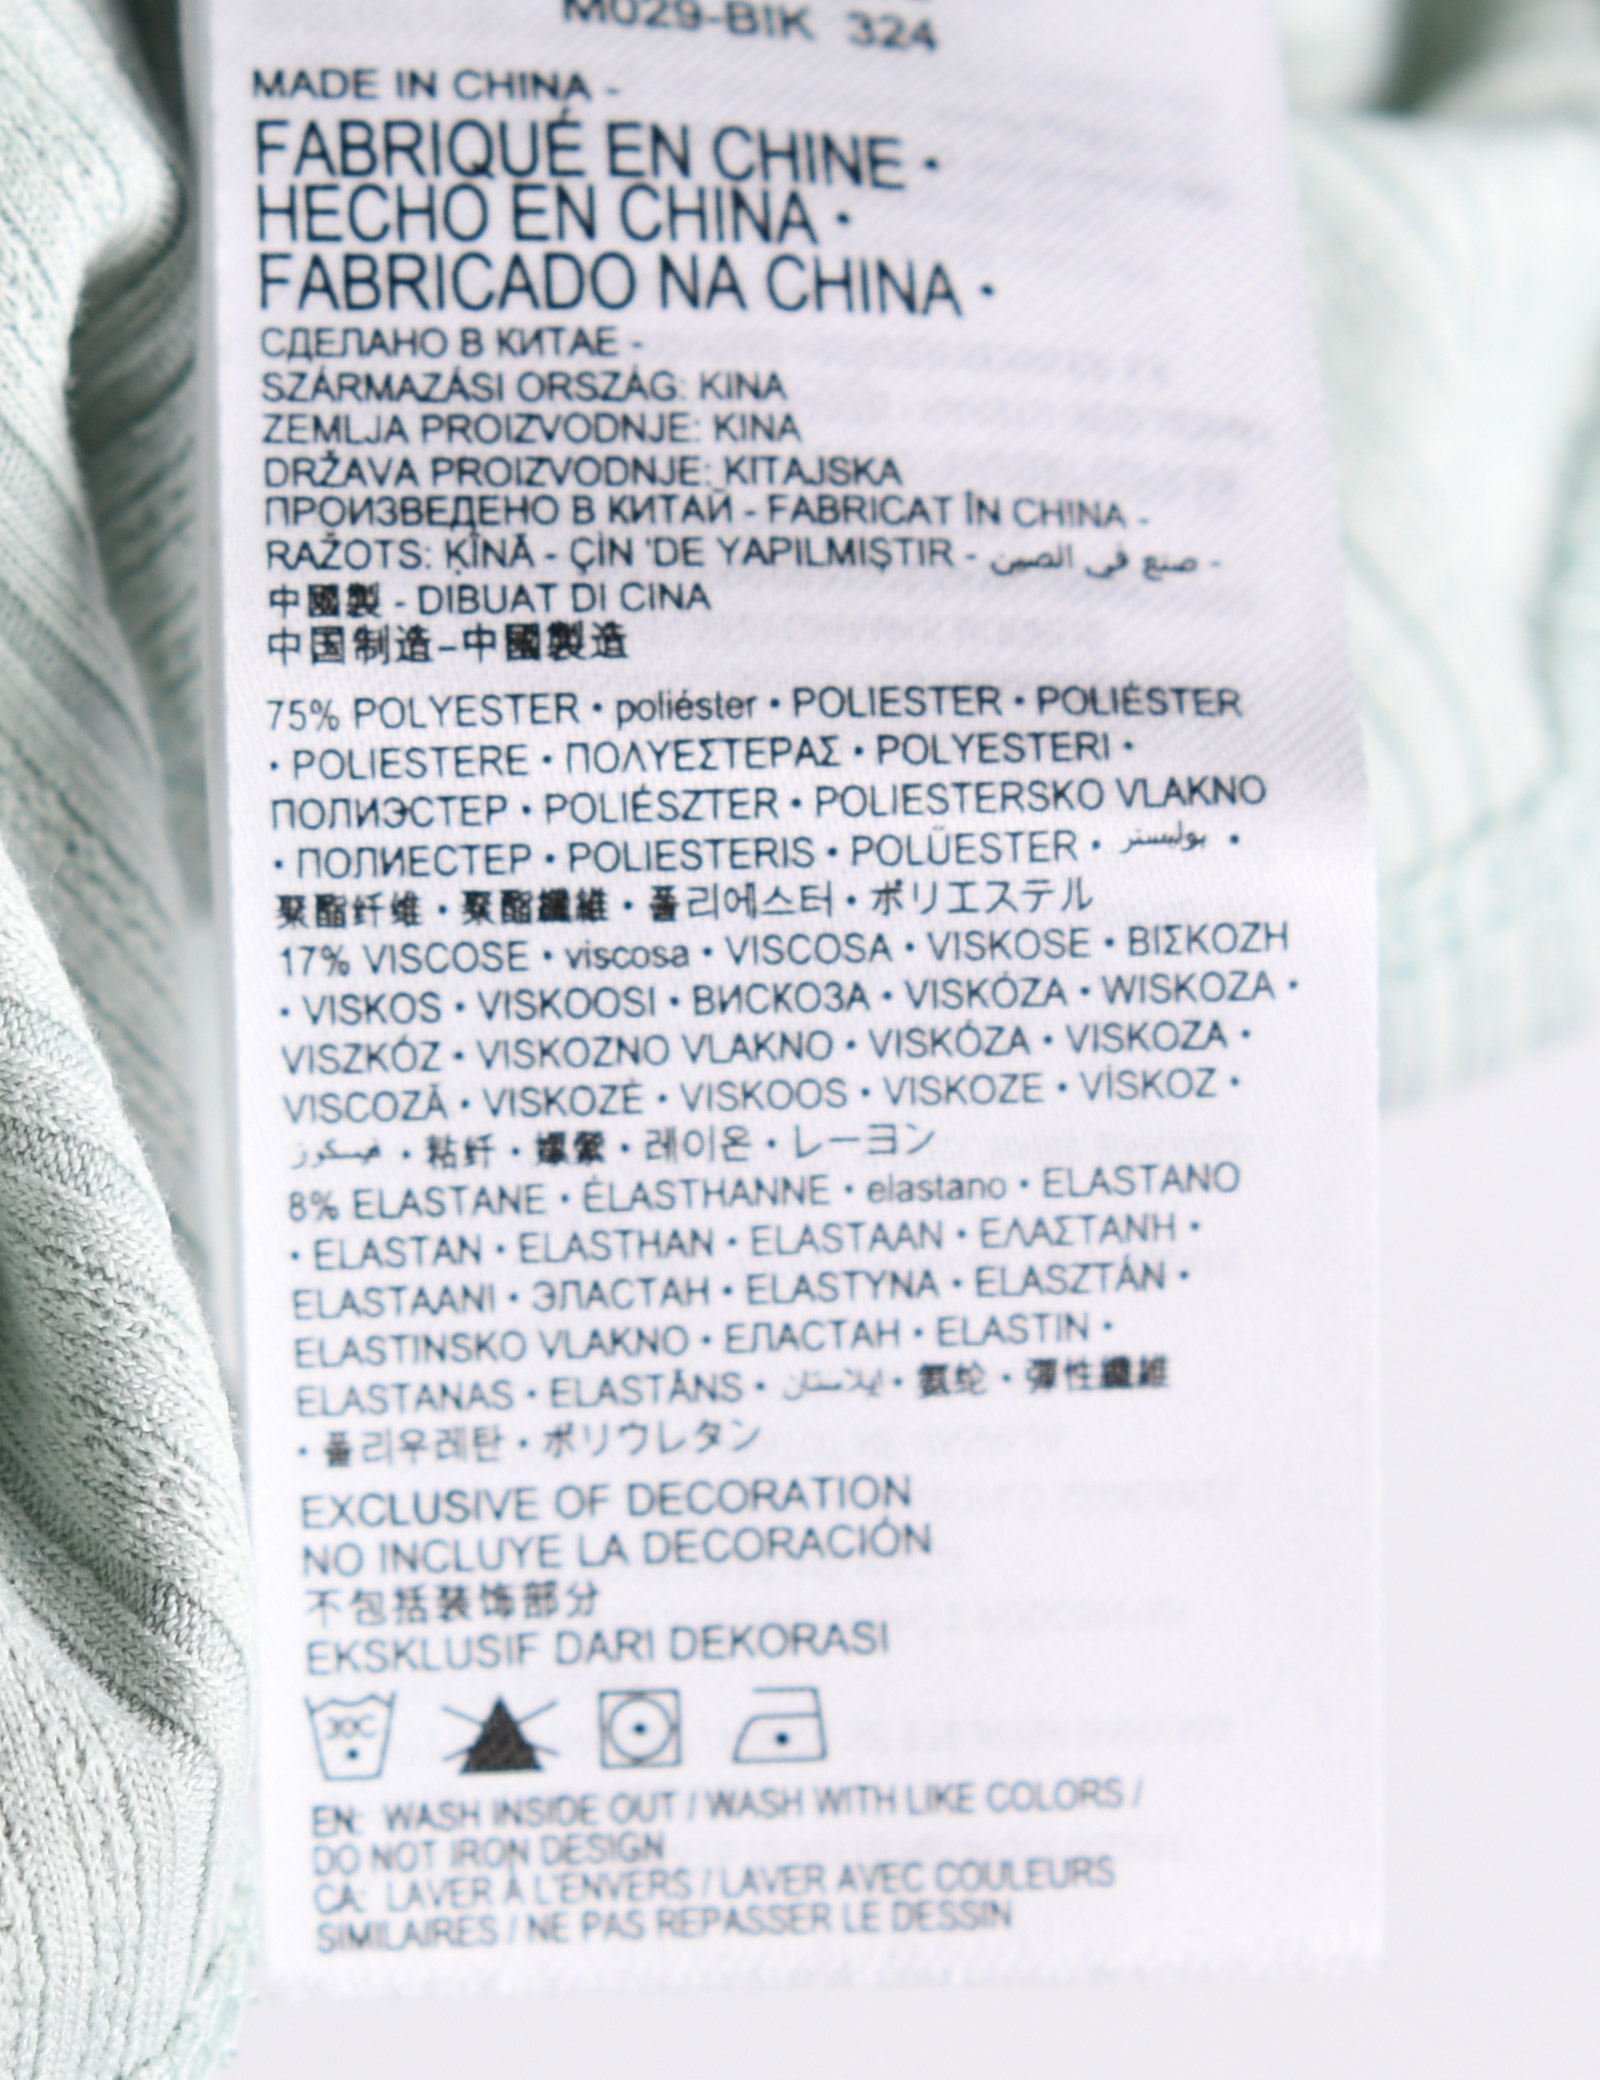 M029-BIK 324
MADE IN CHINA -
FABRIQUÉ EN CHINE •
HECHO EN CHINA •
FABRICADO NA CHINA •
СДЕЛАНО В КИТАЕ -
SZÁRMAZÁSI ORSZÁG: KINA
ZEMLJA PROIZVODNJE: KINA
DRŽAVA PROIZVODNJE: KITAJSKA
ПРОИЗВЕДЕНО В КИТАЙ - FABRICAT ÎN CHINA -
RAŽOTS: ĶĪNĀ - ÇİN 'DE YAPILMIŞTIR - صنع في الصين -
中國製 - DIBUAT DI CINA
中国制造–中國製造
75% POLYESTER • poliéster • POLIESTER • POLIÉSTER
• POLIESTERE • ΠΟΛΥΕΣΤΕΡΑΣ • POLYESTERI •
ПОЛИЭСТЕР • POLIÉSZTER • POLIESTERSKO VLAKNO
• ПОЛИЕСТЕР • POLIESTERIS • POLÜESTER • بوليستر •
聚酯纤维 • 聚酯纖維 • 폴리에스터 • ポリエステル
17% VISCOSE • viscosa • VISCOSA • VISKOSE • ΒΙΣΚΟΖΗ
• VISKOS • VISKOOSI • ВИСКОЗА • VISKÓZA • WISKOZA •
VISZKÓZ • VISKOZNO VLAKNO • VISKÓZA • VISKOZA •
VISCOZĂ • VISKOZĖ • VISKOOS • VISKOZE • VİSKOZ •
فيسكوز • 粘纤 • 嫘縈 • 레이온 • レーヨン
8% ELASTANE • ÉLASTHANNE • elastano • ELASTANO
• ELASTAN • ELASTHAN • ELASTAAN • ΕΛΑΣΤΑΝΗ •
ELASTAANI • ЭЛАСТАН • ELASTYNA • ELASZTÁN •
ELASTINSKO VLAKNO • ЕЛАСТАН • ELASTIN •
ELASTANAS • ELASTĀNS • إيلاستان • 氨纶 • 彈性纖維
• 폴리우레탄 • ポリウレタン
EXCLUSIVE OF DECORATION
NO INCLUYE LA DECORACIÓN
不包括装饰部分
EKSKLUSIF DARI DEKORASI
30C
EN: WASH INSIDE OUT / WASH WITH LIKE COLORS /
DO NOT IRON DESIGN
CA: LAVER À L'ENVERS / LAVER AVEC COULEURS
SIMILAIRES / NE PAS REPASSER LE DESSIN